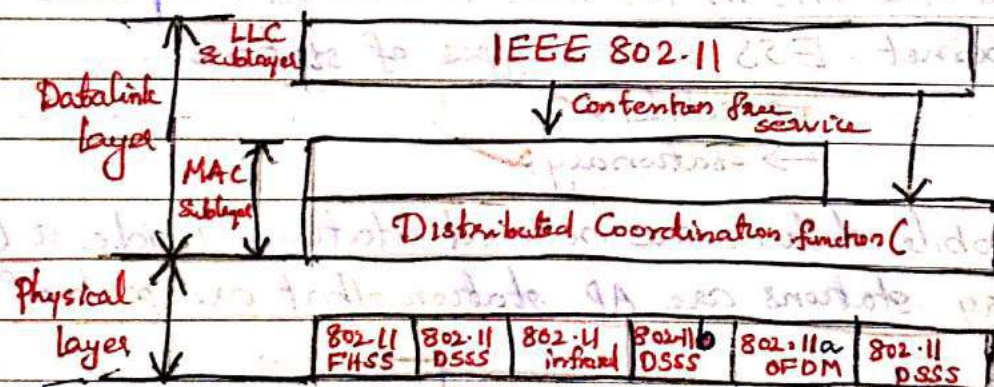 LLC
Sublayer
IEEE 802.11
Datalink
layer
Contention free
service
MAC
Sublayer
Distributed Coordination function (
Physical
layer
802.11
FHSS
802.11
DSSS
802.11
infrared
802.11b
DSSS
802.11a
OFDM
802.11
DSSS